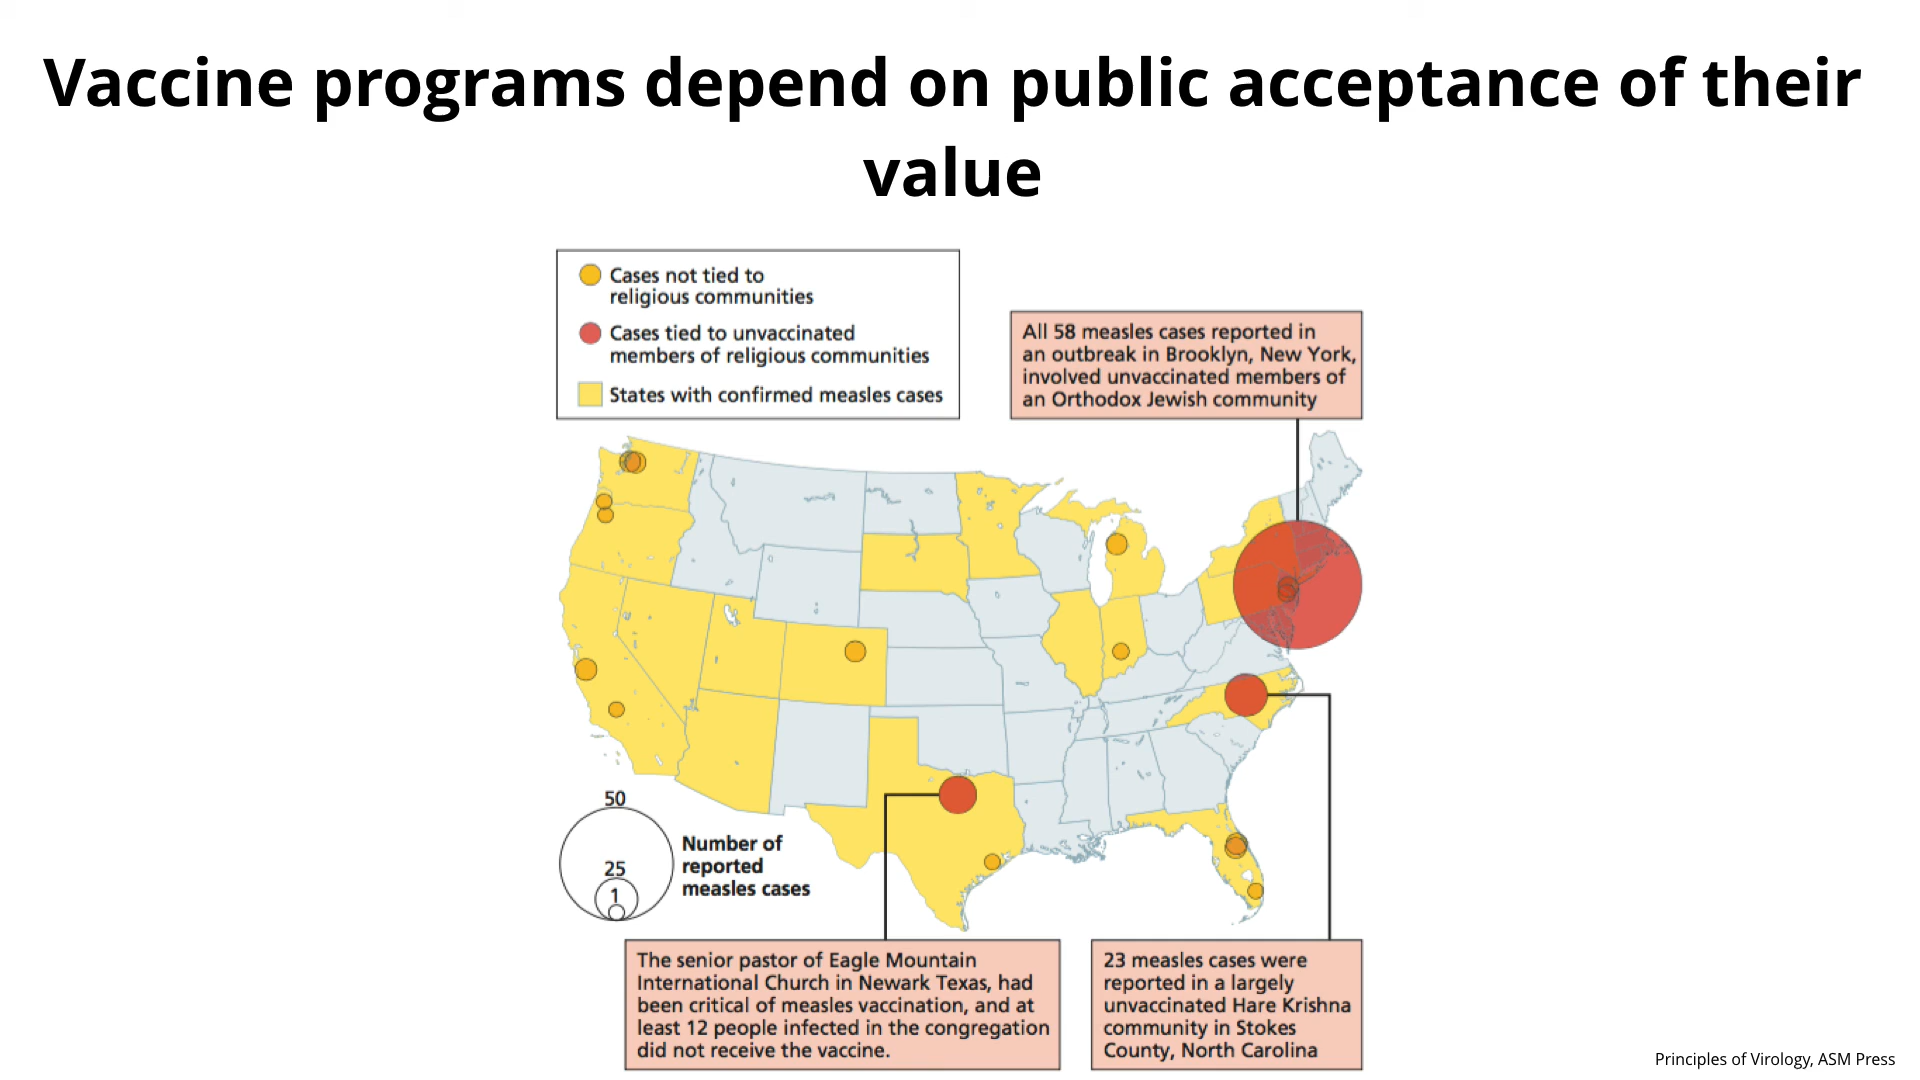 Vaccine programs depend on public acceptance of their
value
Cases not tied to
religious communities
Cases tied to unvaccinated
members of religious communities
States with confirmed measles cases
All 58 measles cases reported in
an outbreak in Brooklyn, New York,
involved unvaccinated members of
an Orthodox Jewish community
50
25
1
Number of
reported
measles cases
The senior pastor of Eagle Mountain
International Church in Newark Texas, had
been critical of measles vaccination, and at
least 12 people infected in the congregation
did not receive the vaccine.
23 measles cases were
reported in a largely
unvaccinated Hare Krishna
community in Stokes
County, North Carolina
Principles of Virology, ASM Press